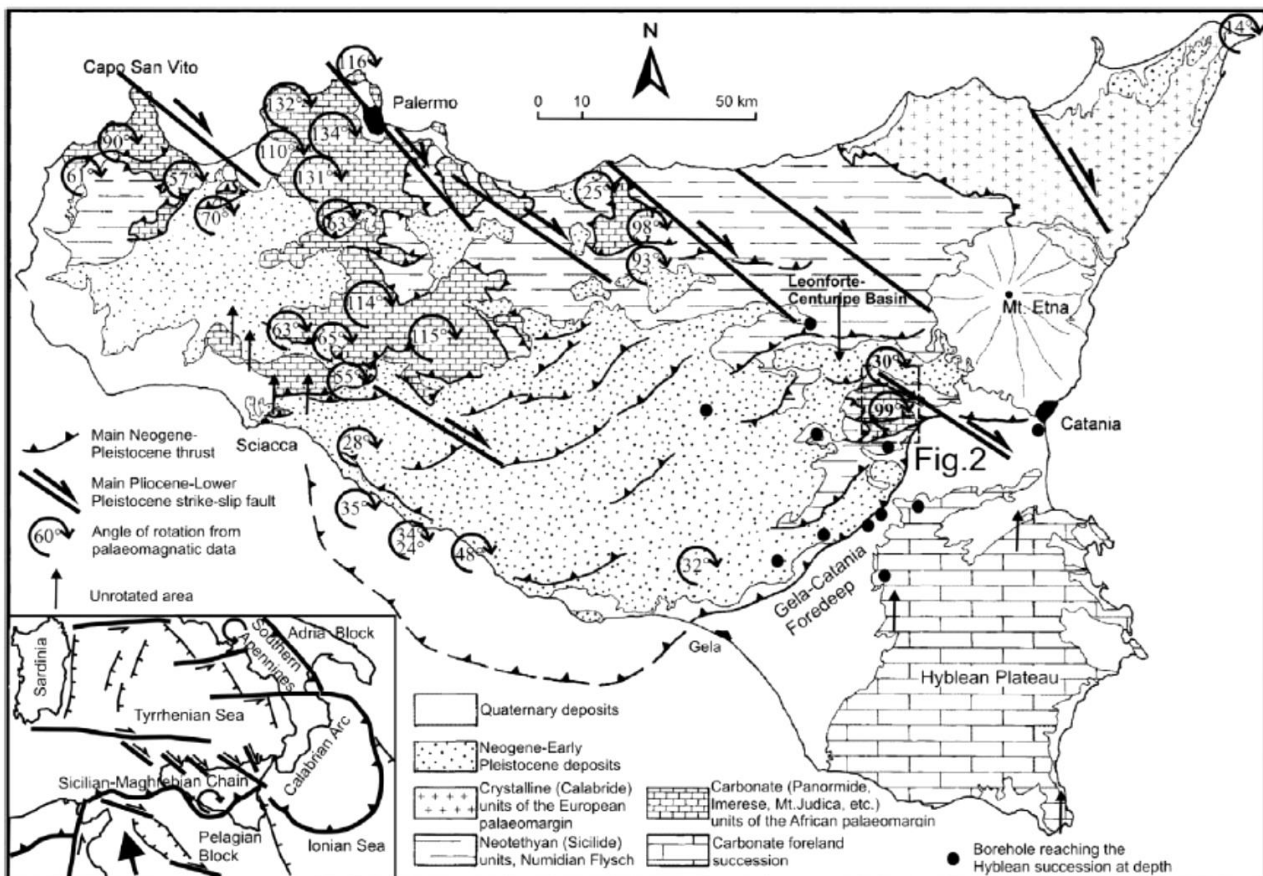 14°
116°
N
Capo San Vito
132°
Palermo
0 10 50 km
134°
90°
110°
61°
57°
131°
25°
70°
63°
98°
93°
Leonforte-
Centuripe Basin
114°
Mt. Etna
63°
65°
115°
30°
55°
99°
Catania
Main Neogene-
Pleistocene thrust
Sciacca
28°
Fig.2
Main Pliocene-Lower
Pleistocene strike-slip fault
35°
60°
Angle of rotation from
palaeomagnatic data
34°
24°
48°
32°
Unrotated area
Gela-Catania
Foredeep
Gela
Hyblean Plateau
Sardinia
Southern
Apennines
Adria Block
Tyrrhenian Sea
Calabrian Arc
Sicilian-Maghrebian Chain
Pelagian
Block
Ionian Sea
Quaternary deposits
Neogene-Early
Pleistocene deposits
Crystalline (Calabride)
units of the European
palaeomargin
Neotethyan (Sicilide)
units, Numidian Flysch
Carbonate (Panormide,
Imerese, Mt.Judica, etc.)
units of the African palaeomargin
Carbonate foreland
succession
Borehole reaching the
Hyblean succession at depth